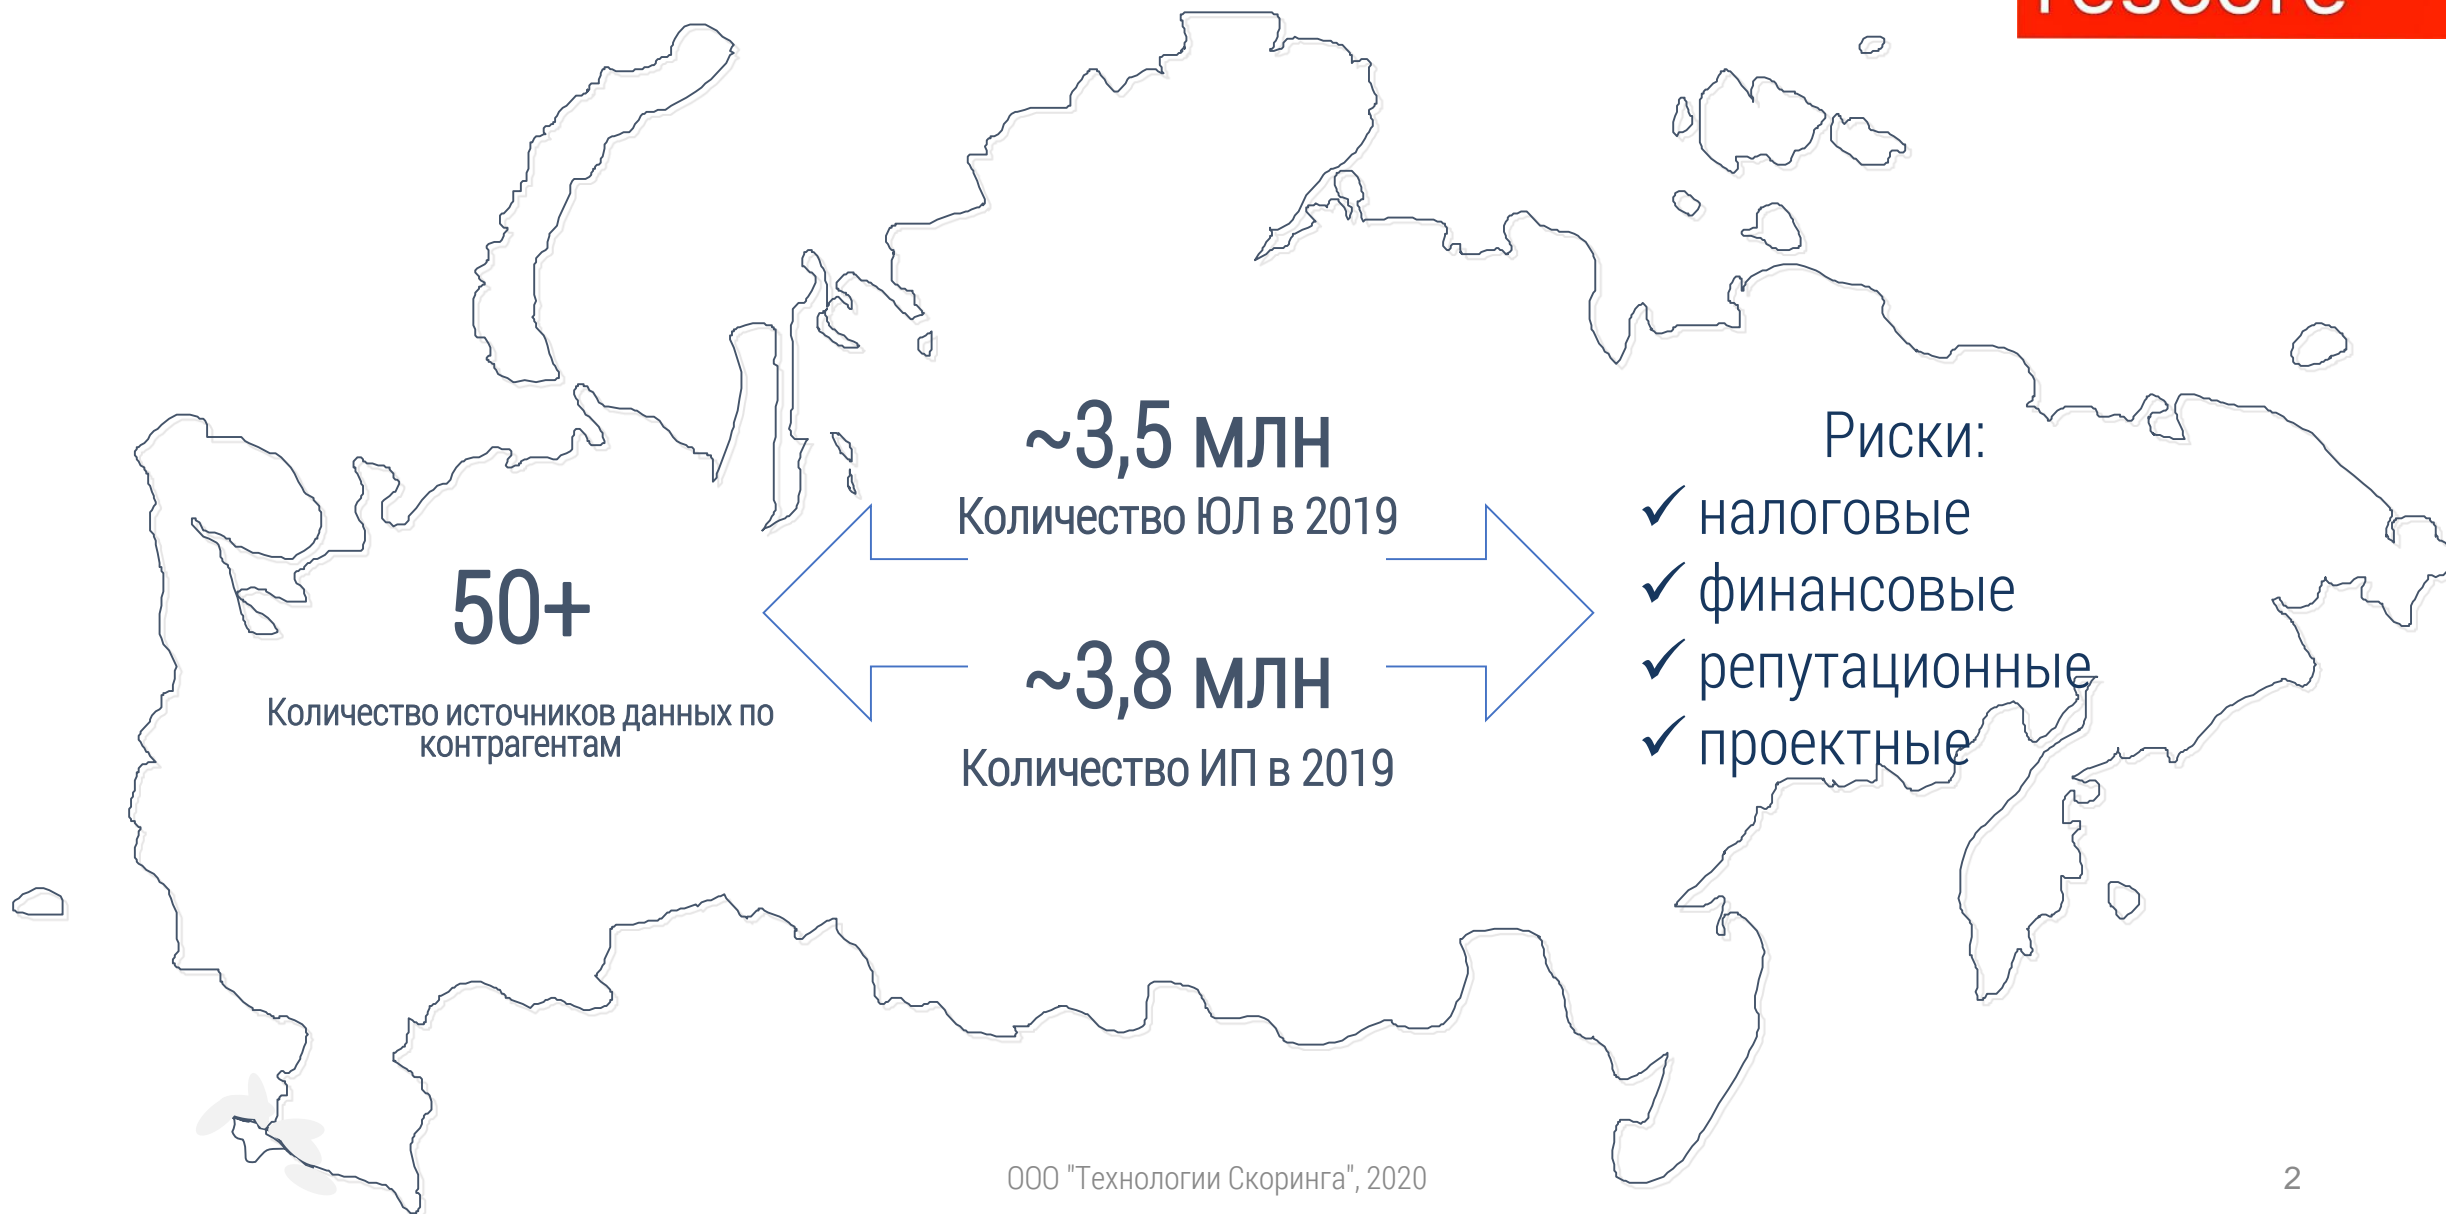 ~3,5 млн
Количество ЮЛ в 2019
50+
Количество источников данных по
контрагентам
~3,8 млн
Количество ИП в 2019
Риски:
✓ налоговые
✓ финансовые
✓ репутационные
✓ проектные
ООО "Технологии Скоринга", 2020
2